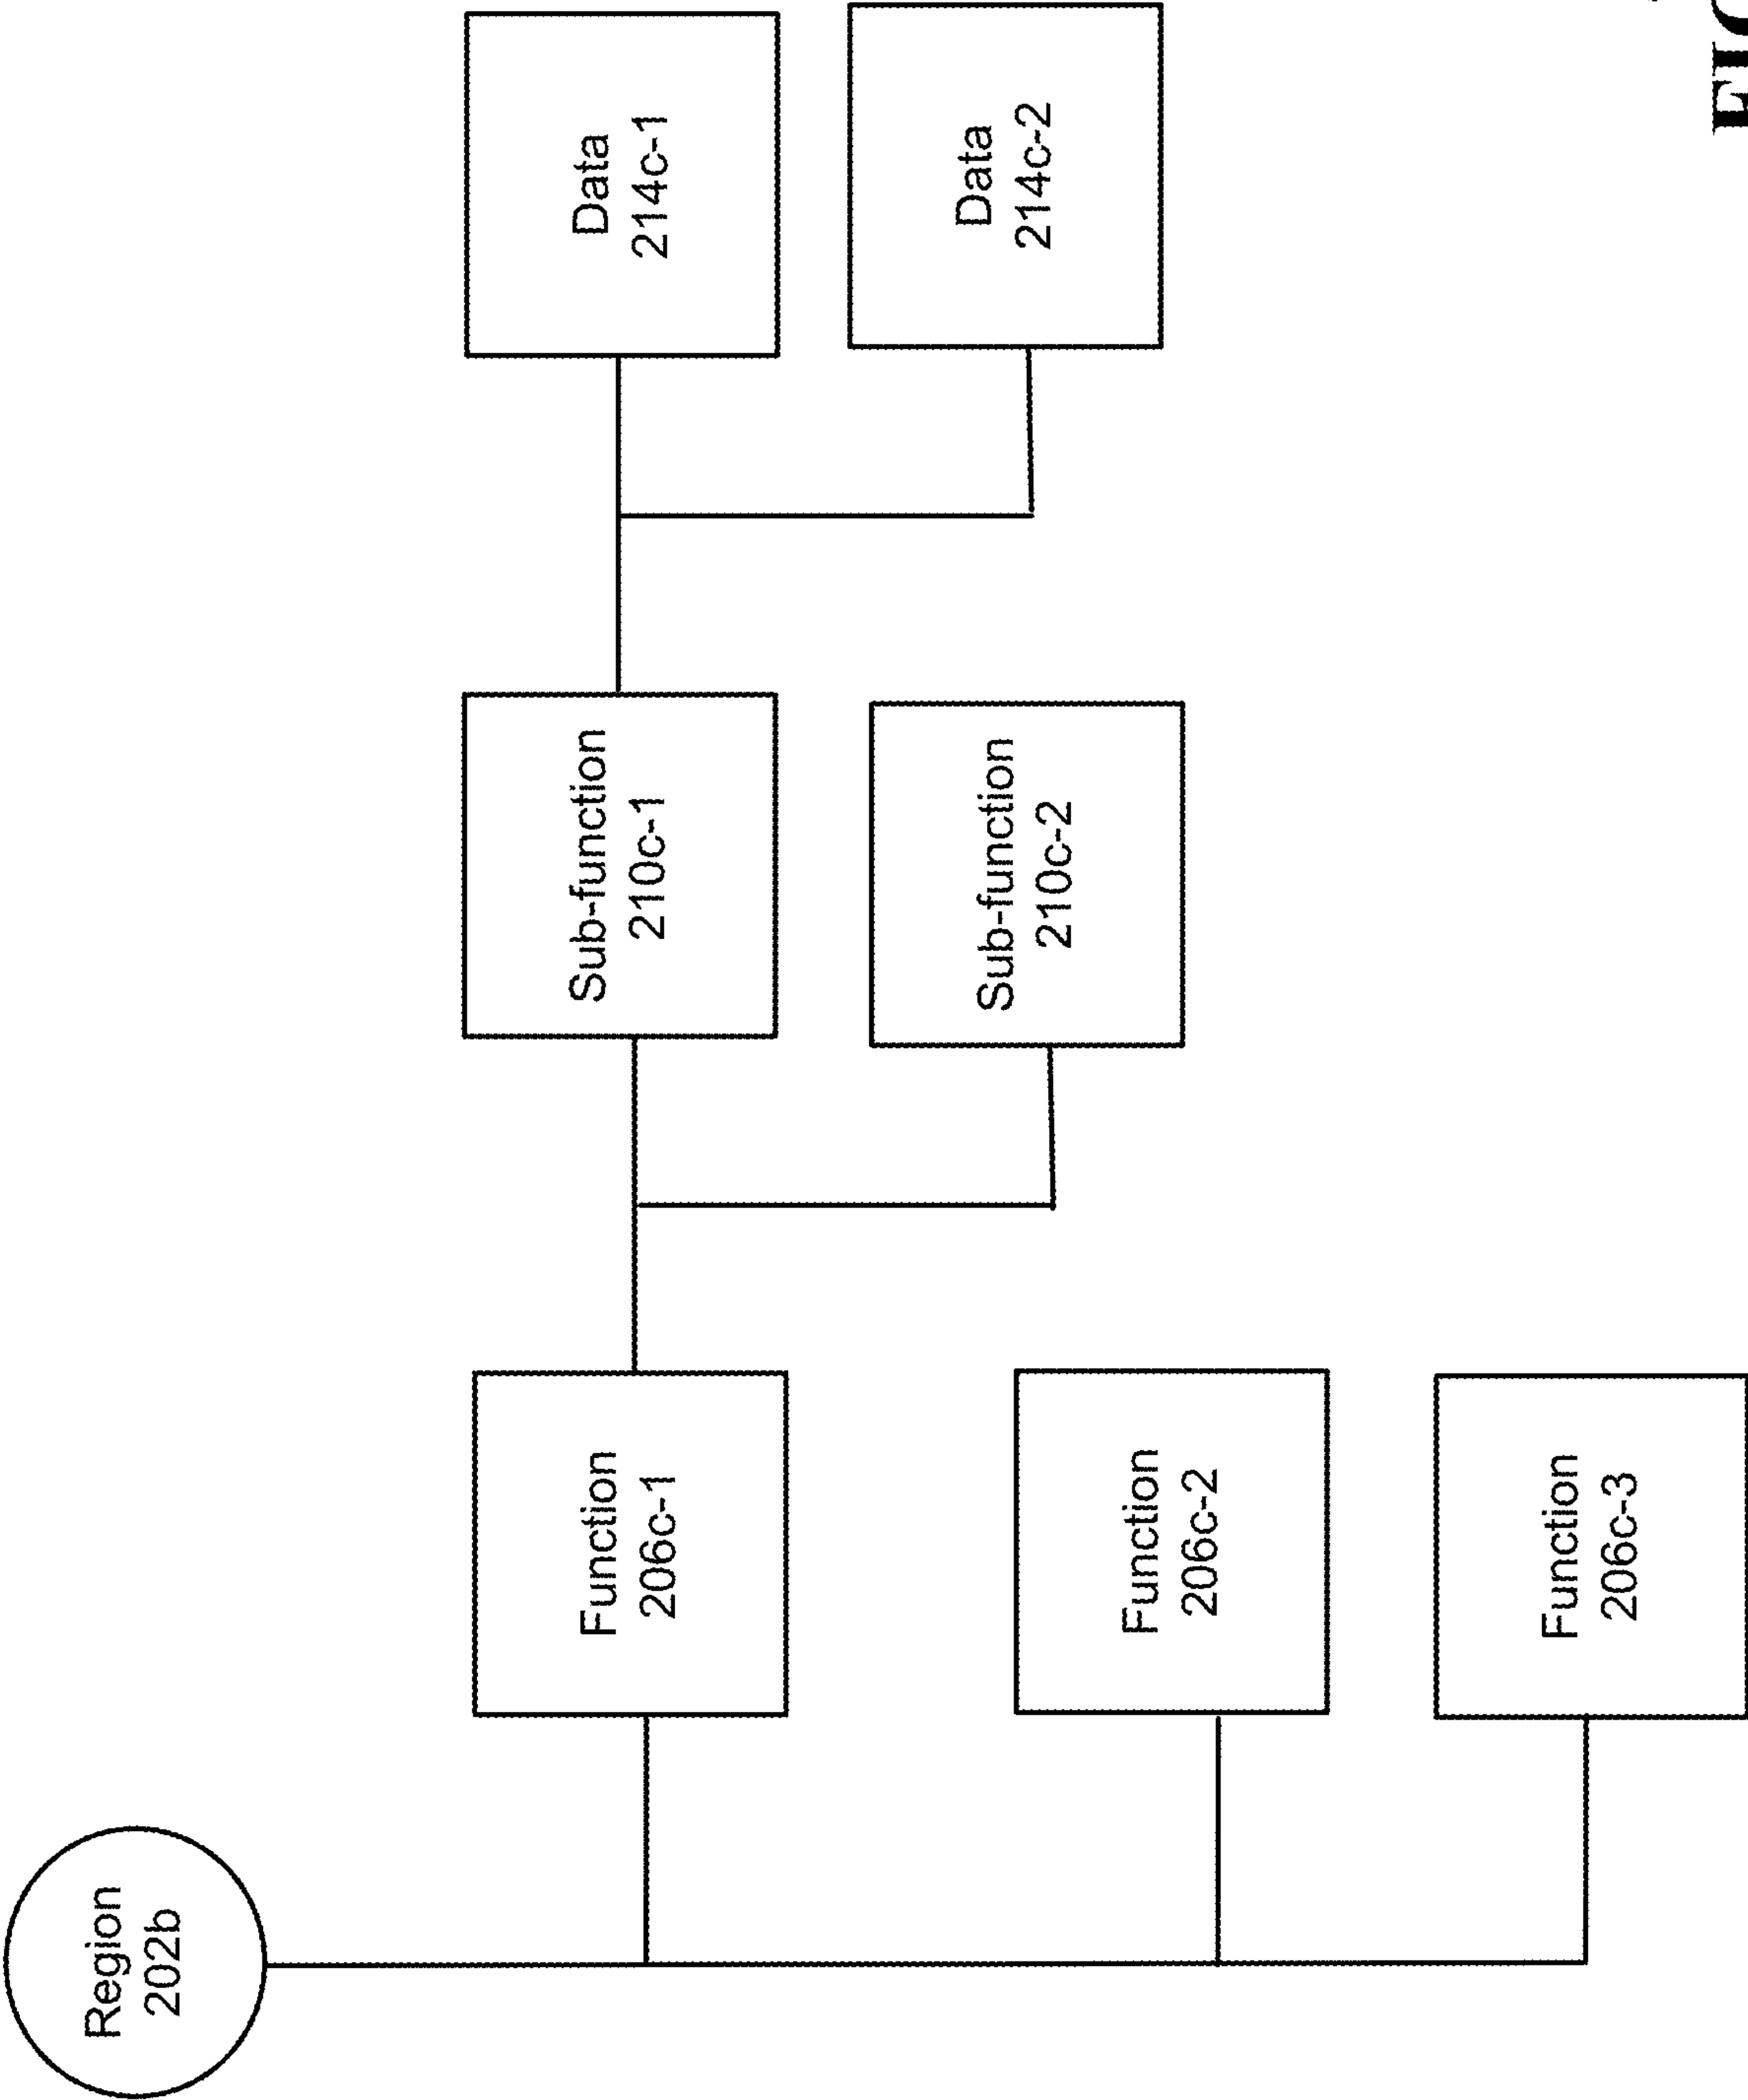 Region
202b
Function
206c-1
Sub-function
210c-1
Data
214c-1
Function
206c-2
Sub-function
210c-2
Data
214c-2
Function
206c-3